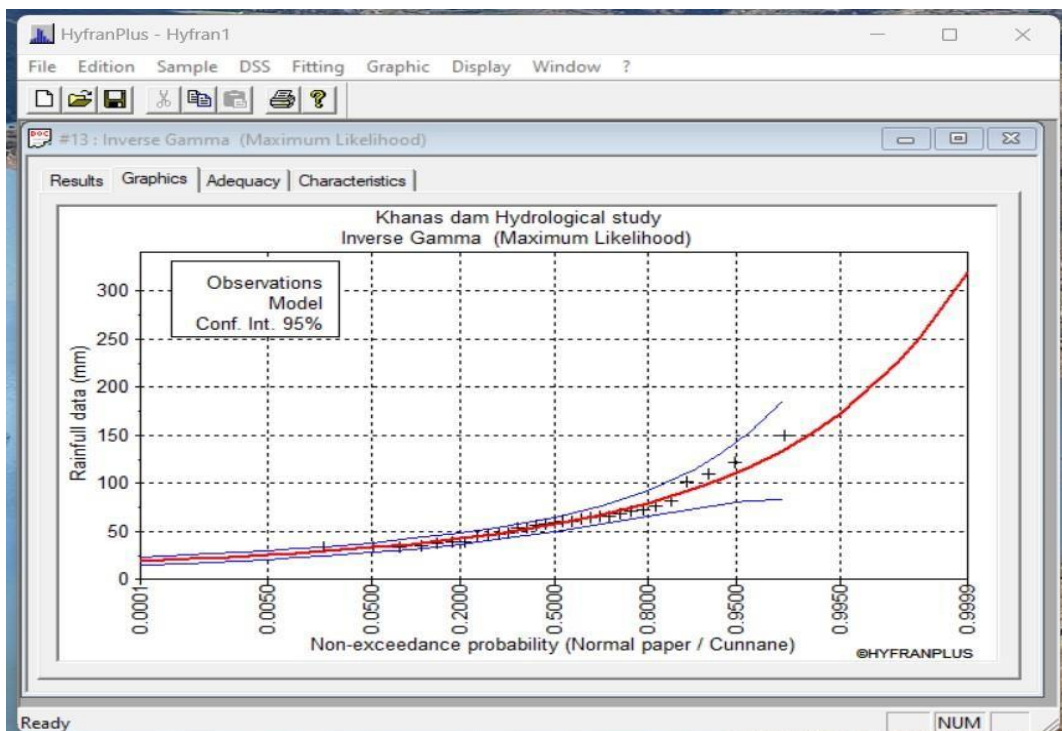 HyfranPlus - Hyfran1
File Edition Sample DSS Fitting Graphic Display Window ?
DOC #13 : Inverse Gamma (Maximum Likelihood)
Results Graphics Adequacy Characteristics
Khanas dam Hydrological study
Inverse Gamma (Maximum Likelihood)
Observations
Model
Conf. Int. 95%
Rainfull data (mm)
300
250
200
150
100
50
0
0.0001 0.0050 0.0500 0.2000 0.5000 0.8000 0.9500 0.9950 0.9999
Non-exceedance probability (Normal paper / Cunnane)
©HYFRANPLUS
Ready NUM